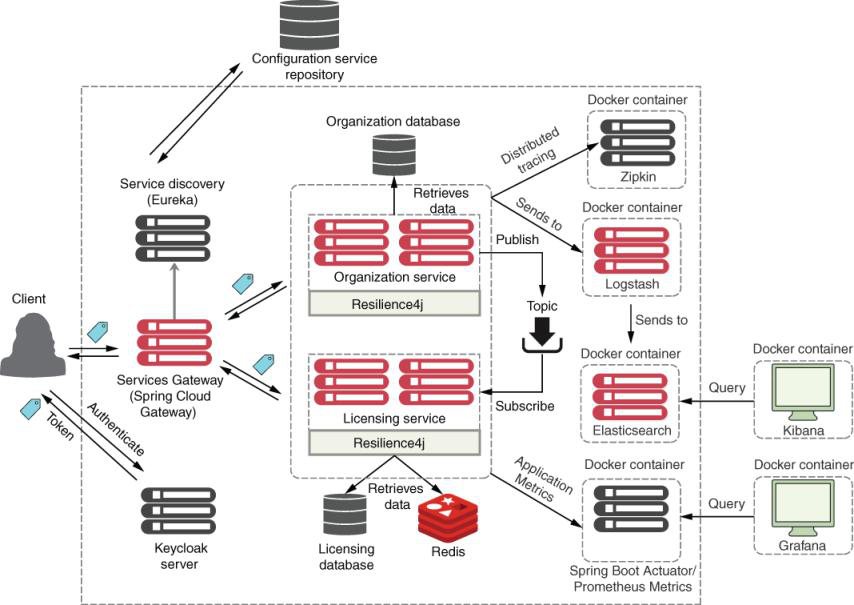 Configuration service
repository
Docker container
Organization database
Distributed
tracing
Zipkin
Service discovery
(Eureka)
Retrieves
data
Sends to
Docker container
Publish
Logstash
Organization service
Resilience4j
Client
Topic
Sends to
Docker container
Docker container
Services Gateway
(Spring Cloud
Gateway)
Query
Licensing service
Subscribe
Elasticsearch
Kibana
Resilience4j
Authenticate
Token
Application
Metrics
Docker container
Docker container
Retrieves
data
Query
Keycloak
server
Licensing
database
Redis
Grafana
Spring Boot Actuator/
Prometheus Metrics